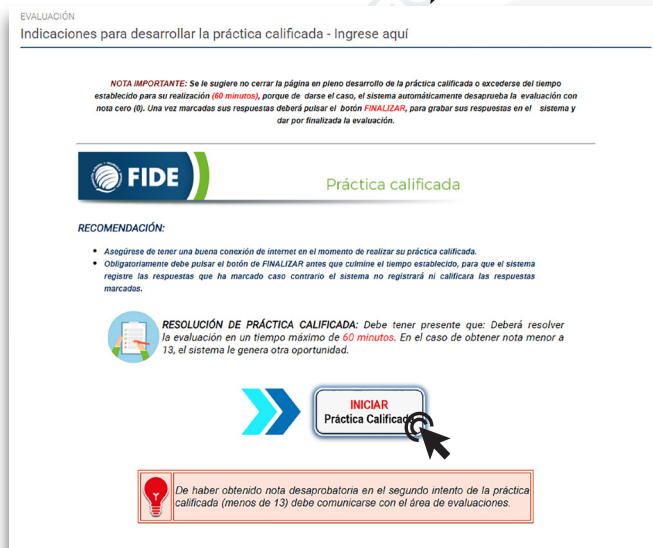 EVALUACIÓN
Indicaciones para desarrollar la práctica calificada - Ingrese aquí
NOTA IMPORTANTE: Se le sugiere no cerrar la página en pleno desarrollo de la práctica calificada o excederse del tiempo
establecido para su realización (60 minutos), porque de darse el caso, el sistema automáticamente desaprueba la evaluación con
nota cero (0). Una vez marcadas sus respuestas deberá pulsar el botón FINALIZAR, para grabar sus respuestas en el sistema y
dar por finalizada la evaluación.
FIDE
Práctica calificada
RECOMENDACIÓN:
• Asegúrese de tener una buena conexión de internet en el momento de realizar su práctica calificada.
• Obligatoriamente debe pulsar el botón de FINALIZAR antes que culmine el tiempo establecido, para que el sistema
registre las respuestas que ha marcado caso contrario el sistema no registrará ni calificara las respuestas
marcadas.
RESOLUCIÓN DE PRÁCTICA CALIFICADA: Debe tener presente que: Deberá resolver
la evaluación en un tiempo máximo de 60 minutos. En el caso de obtener nota menor a
13, el sistema le genera otra oportunidad.
INICIAR
Práctica Calificada
De haber obtenido nota desaprobatoria en el segundo intento de la práctica
calificada (menos de 13) debe comunicarse con el área de evaluaciones.